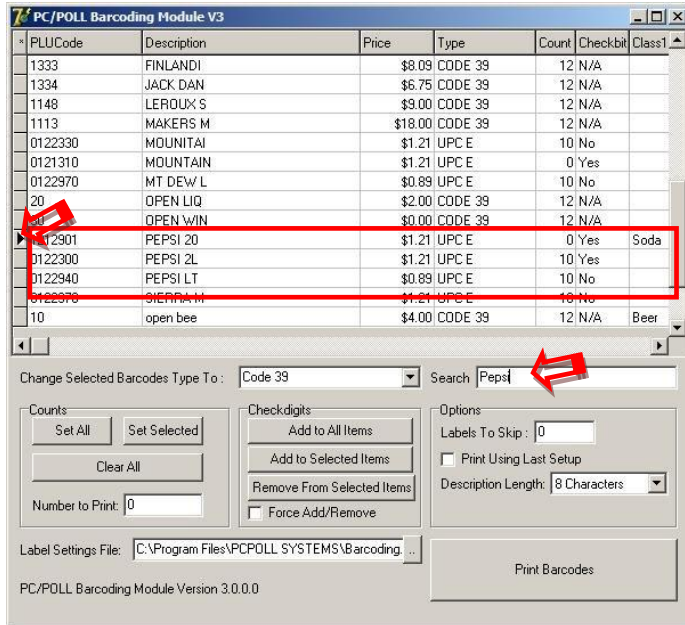 PC/POLL Barcoding Module V3
* PLUCode Description Price Type Count Checkbit Class1
1333 FINLANDI $8.09 CODE 39 12 N/A
1334 JACK DAN $6.75 CODE 39 12 N/A
1148 LEROUX S $9.00 CODE 39 12 N/A
1113 MAKERS M $18.00 CODE 39 12 N/A
0122330 MOUNITAI $1.21 UPC E 10 No
0121310 MOUNTAIN $1.21 UPC E 0 Yes
0122970 MT DEW L $0.89 UPC E 10 No
20 OPEN LIQ $2.00 CODE 39 12 N/A
OPEN WIN $0.00 CODE 39 12 N/A
1212901 PEPSI 20 $1.21 UPC E 0 Yes Soda
0122300 PEPSI 2L $1.21 UPC E 10 Yes
0122940 PEPSI LT $0.89 UPC E 10 No
SIERRA M $1.21 UPC E 10 No
10 open bee $4.00 CODE 39 12 N/A Beer
Change Selected Barcodes Type To : Code 39 Search Pepsi
Counts Checkdigits Options
Set All Set Selected Add to All Items Labels To Skip : 0
Clear All Add to Selected Items Print Using Last Setup
Remove From Selected Items Description Length: 8 Characters
Number to Print: 0 Force Add/Remove
Label Settings File: C:\Program Files\PCPOLL SYSTEMS\Barcoding. ..
Print Barcodes
PC/POLL Barcoding Module Version 3.0.0.0